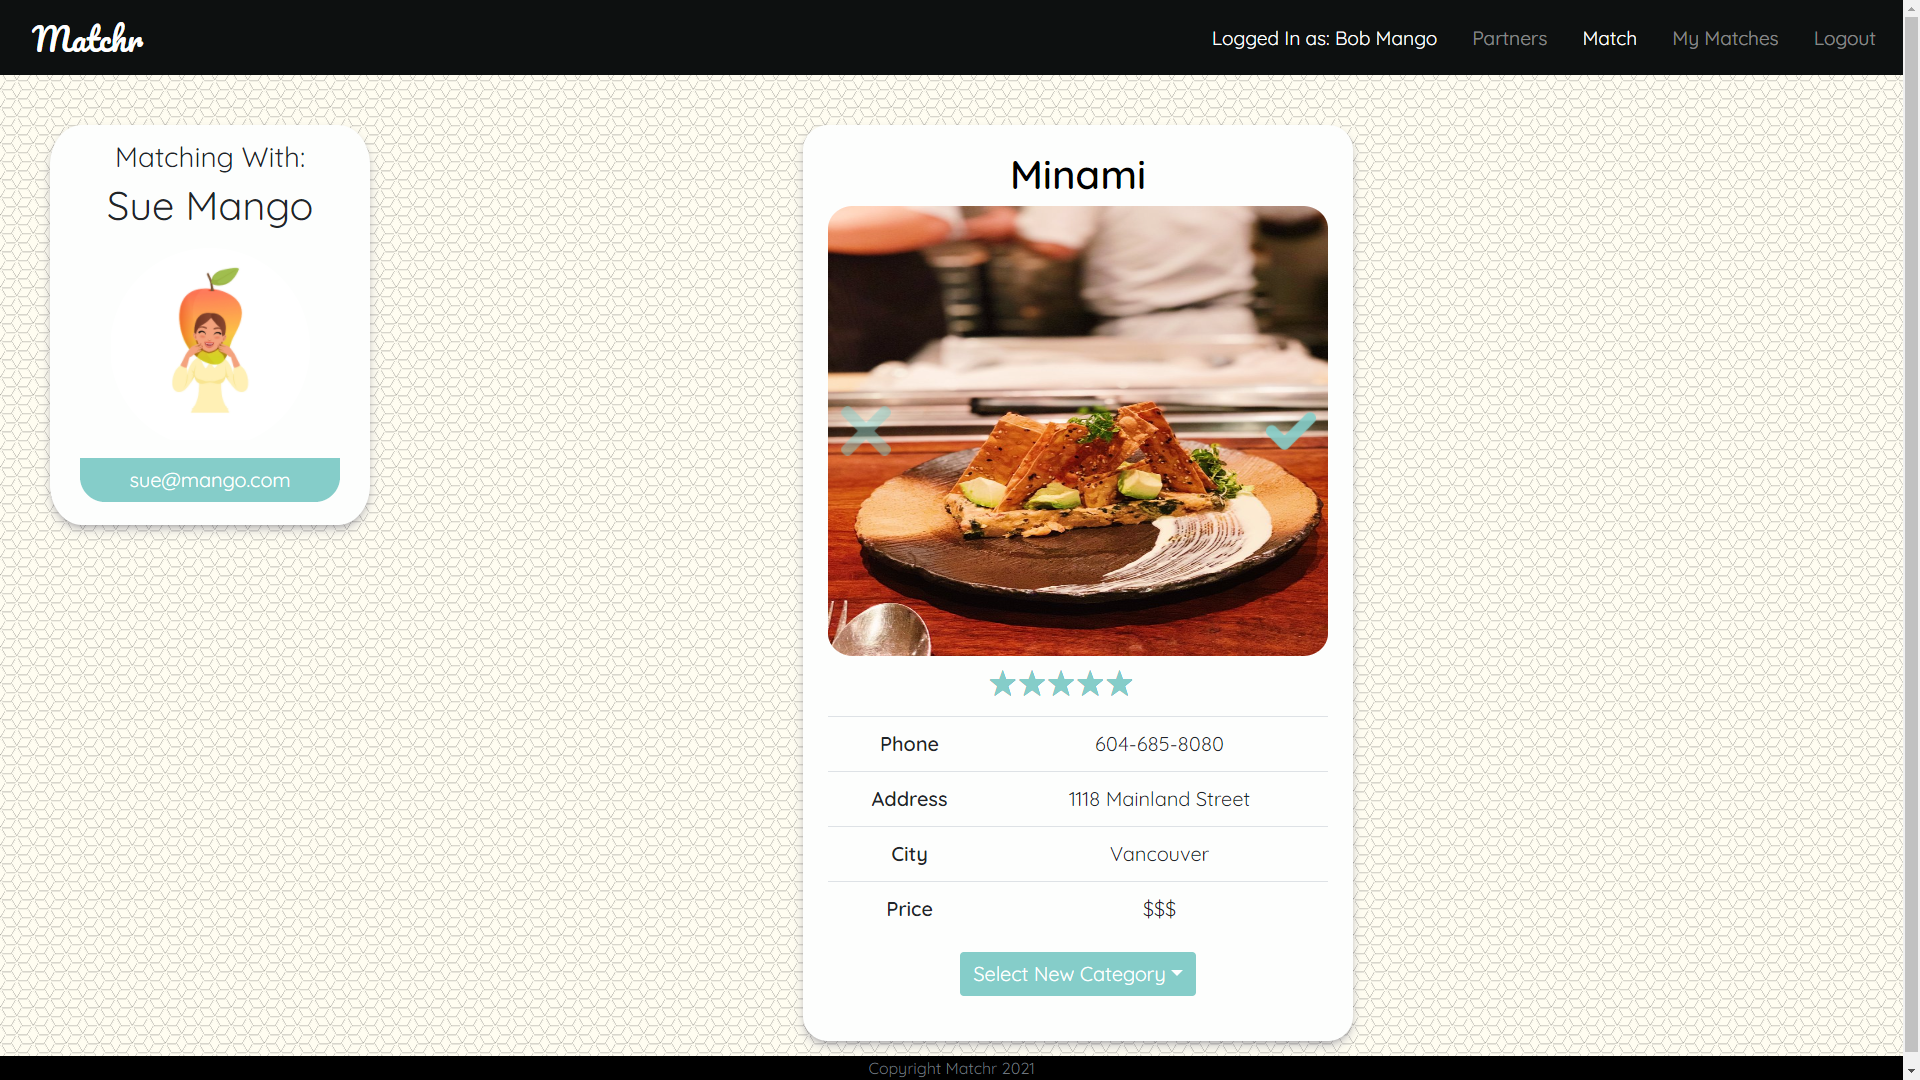 Matchr
Logged In as: Bob Mango
Partners
Match
My Matches
Logout
Matching With:
Sue Mango
sue@mango.com
Minami
Phone 604-685-8080
Address 1118 Mainland Street
City Vancouver
Price $$$
Select New Category
Copyright Matchr 2021